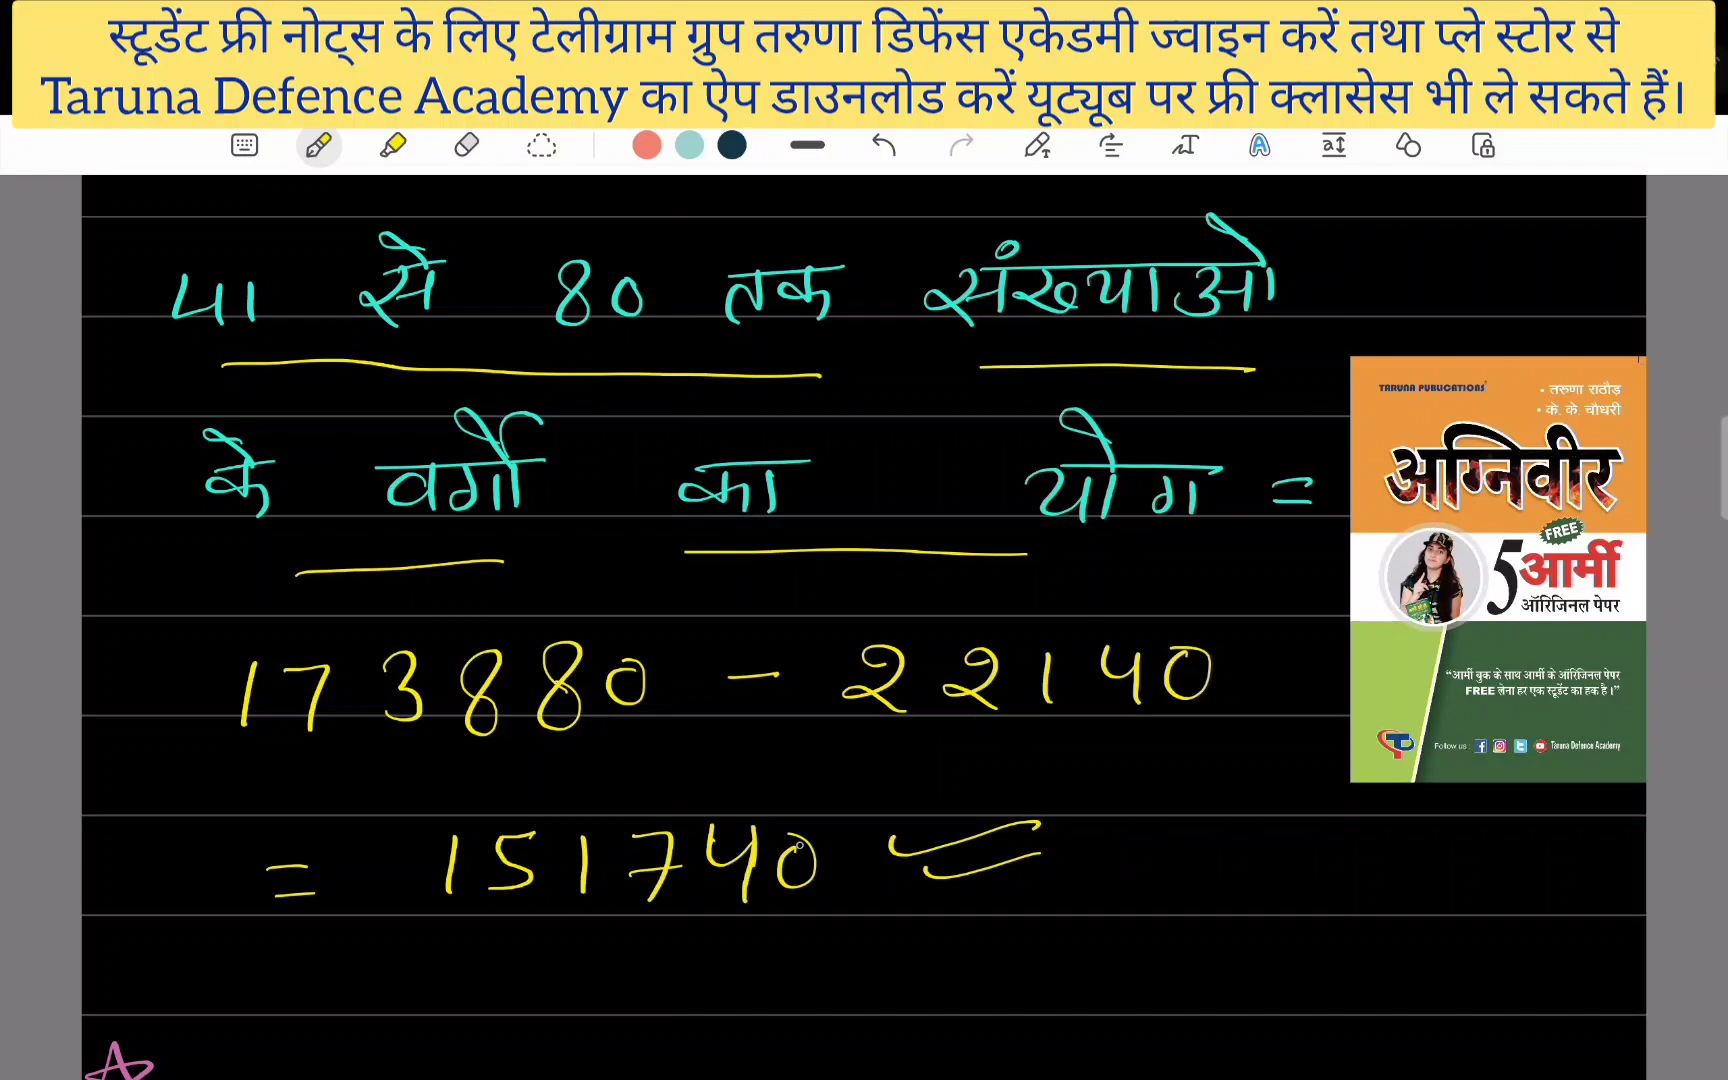 स्टूडेंट फ्री नोट्स के लिए टेलीग्राम ग्रुप तरुणा डिफेंस एकेडमी ज्वाइन करें तथा प्ले स्टोर से
Taruna Defence Academy का ऐप डाउनलोड करें यूट्यूब पर फ्री क्लासेस भी ले सकते हैं।
41 से 80 तक संख्याओ
के वर्गो का योग =
173880 - 22140
= 151740
TARUNA PUBLICATIONS
• तरुणा राठौड़
• के. के. चौधरी
अग्निवीर
FREE
5 आर्मी
ऑरिजिनल पेपर
“आर्मी बुक के साथ आर्मी के ऑरिजिनल पेपर
FREE लेना हर एक स्टूडेंट का हक है।”
Follow us : Taruna Defence Academy